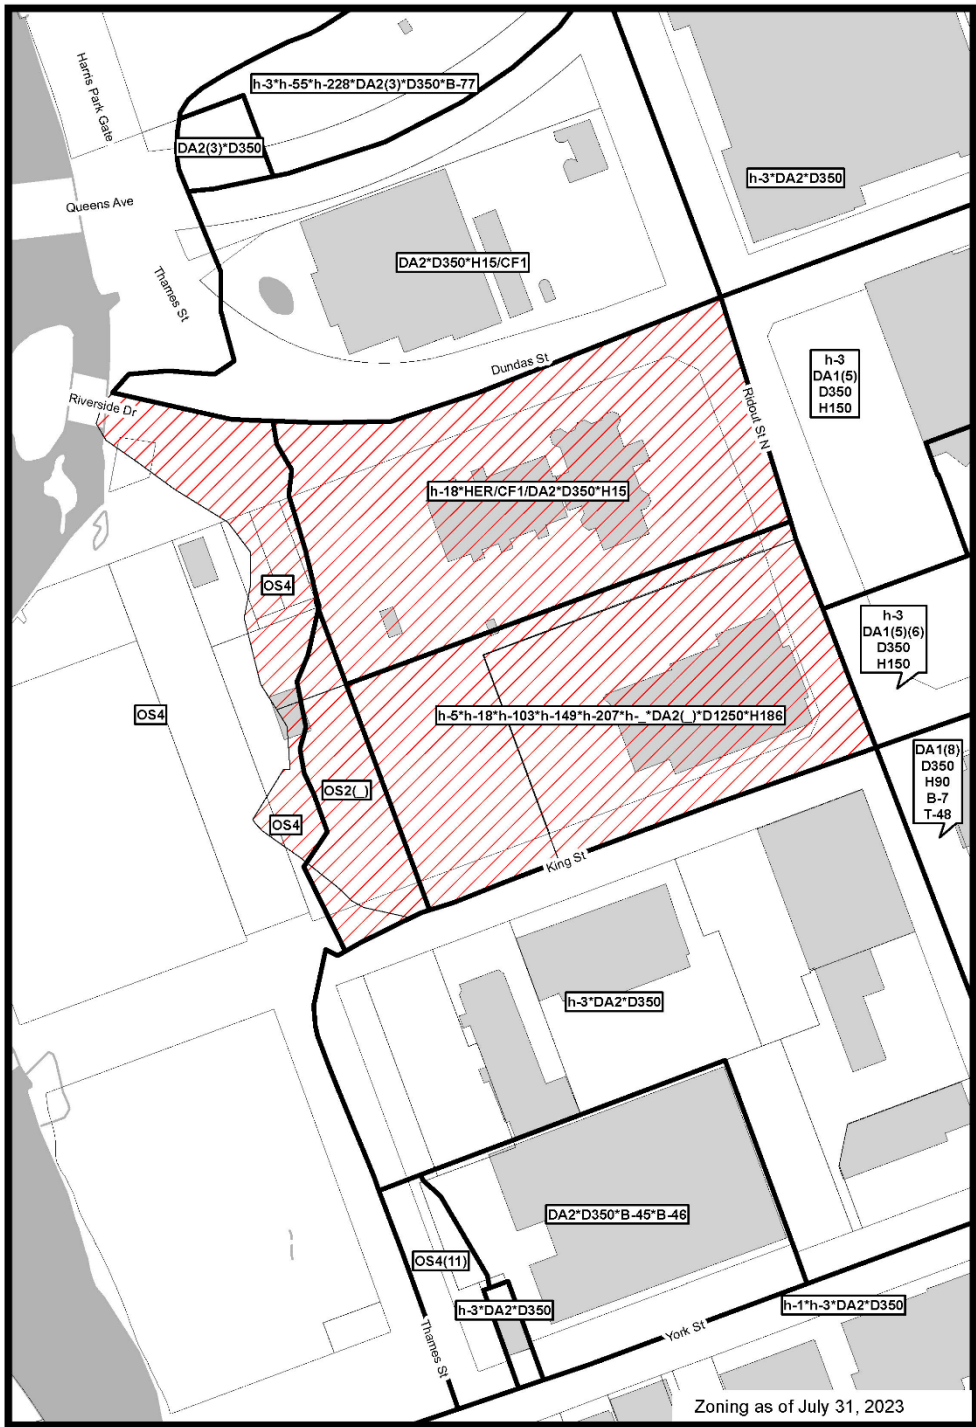 Harris Park Gate
h-3*h-55*h-228*DA2(3)*D350*B-77
DA2(3)*D350
h-3*DA2*D350
Queens Ave
DA2*D350*H15/CF1
Thames St
Dundas St
h-3
DA1(5)
D350
H150
Riverside Dr
Ridout St N
h-18*HER/CF1/DA2*D350*H15
OS4
h-3
DA1(5)(6)
D350
H150
OS4
h-5*h-18*h-103*h-149*h-207*h-_*DA2(_)*D1250*H186
DA1(8)
D350
H90
B-7
T-48
OS2(_)
OS4
King St
h-3*DA2*D350
DA2*D350*B-45*B-46
OS4(11)
h-3*DA2*D350
h-1*h-3*DA2*D350
Thames St
York St
Zoning as of July 31, 2023